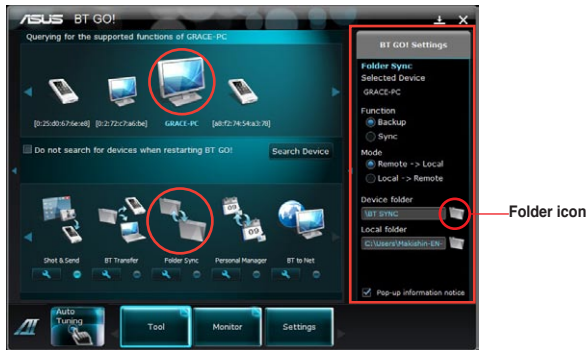 ASUS BT GO!
Querying for the supported functions of GRACE-PC
[0:25:d0:67:6e:e8] [0:2:72:c7:a6:be] GRACE-PC [a8:f2:74:54:a3:78]
Do not search for devices when restarting BT GO!
Search Device
Shot & Send BT Transfer Folder Sync Personal Manager BT to Net
Auto Tuning
Tool Monitor Settings
BT GO! Settings
Folder Sync
Selected Device
GRACE-PC
Function
Backup
Sync
Mode
Remote -> Local
Local -> Remote
Device folder
\BT SYNC
Local folder
C:\Users\Makishin-EN-
Pop-up information notice
Folder icon